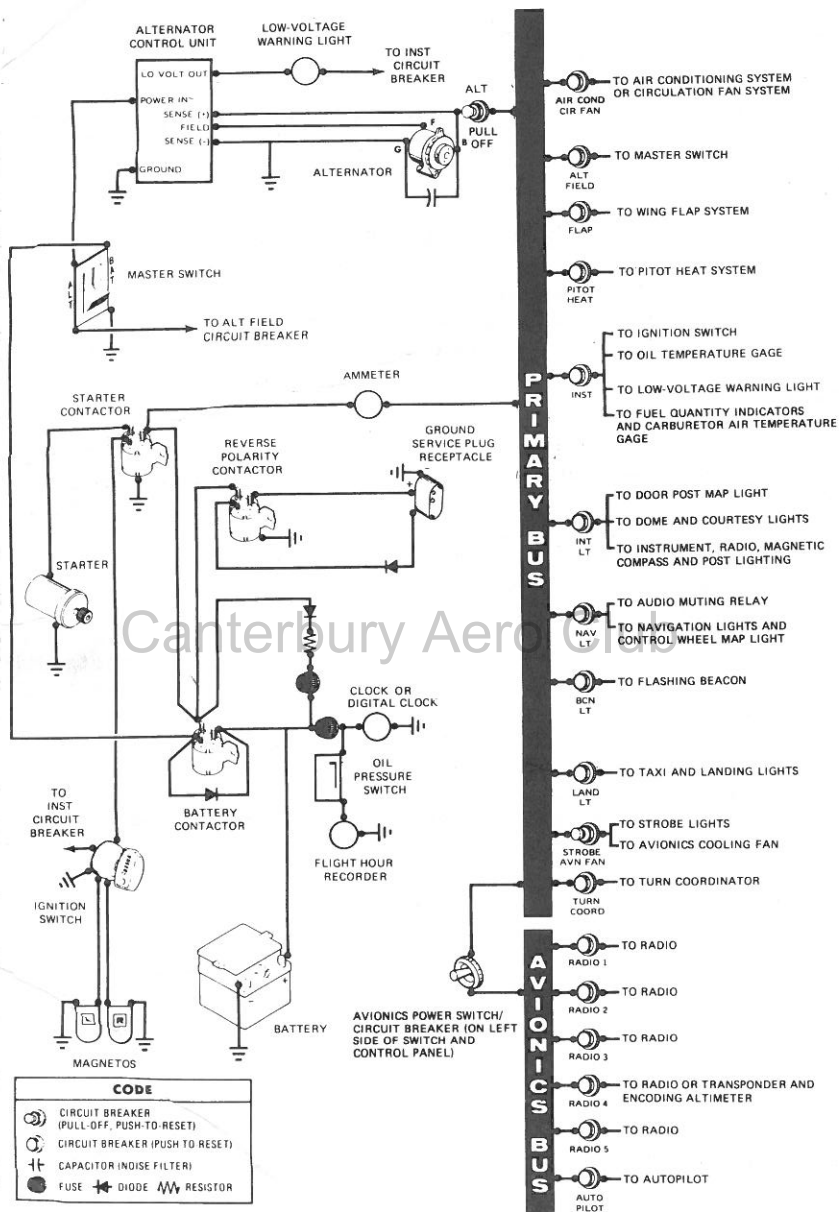 ALTERNATOR
CONTROL UNIT
LOW-VOLTAGE
WARNING LIGHT
TO INST
CIRCUIT
BREAKER
LO VOLT OUT
POWER IN
SENSE (+)
FIELD
SENSE (-)
GROUND
ALT
PULL
OFF
F
B
G
ALTERNATOR
ALT
BAT
MASTER SWITCH
TO ALT FIELD
CIRCUIT BREAKER
AMMETER
STARTER
CONTACTOR
REVERSE
POLARITY
CONTACTOR
GROUND
SERVICE PLUG
RECEPTACLE
+
STARTER
Canterbury Aero Club
CLOCK OR
DIGITAL CLOCK
OIL
PRESSURE
SWITCH
BATTERY
CONTACTOR
FLIGHT HOUR
RECORDER
TO
INST
CIRCUIT
BREAKER
IGNITION
SWITCH
L
R
MAGNETOS
BATTERY
AVIONICS POWER SWITCH/
CIRCUIT BREAKER (ON LEFT
SIDE OF SWITCH AND
CONTROL PANEL)
PRIMARY BUS
AIR COND
CIR FAN
TO AIR CONDITIONING SYSTEM
OR CIRCULATION FAN SYSTEM
ALT
FIELD
TO MASTER SWITCH
FLAP
TO WING FLAP SYSTEM
PITOT
HEAT
TO PITOT HEAT SYSTEM
INST
TO IGNITION SWITCH
TO OIL TEMPERATURE GAGE
TO LOW-VOLTAGE WARNING LIGHT
TO FUEL QUANTITY INDICATORS
AND CARBURETOR AIR TEMPERATURE
GAGE
INT
LT
TO DOOR POST MAP LIGHT
TO DOME AND COURTESY LIGHTS
TO INSTRUMENT, RADIO, MAGNETIC
COMPASS AND POST LIGHTING
NAV
LT
TO AUDIO MUTING RELAY
TO NAVIGATION LIGHTS AND
CONTROL WHEEL MAP LIGHT
BCN
LT
TO FLASHING BEACON
LAND
LT
TO TAXI AND LANDING LIGHTS
STROBE
AVN FAN
TO STROBE LIGHTS
TO AVIONICS COOLING FAN
TURN
COORD
TO TURN COORDINATOR
AVIONICS BUS
RADIO 1
TO RADIO
RADIO 2
TO RADIO
RADIO 3
TO RADIO
RADIO 4
TO RADIO OR TRANSPONDER AND
ENCODING ALTIMETER
RADIO 5
TO RADIO
AUTO
PILOT
TO AUTOPILOT
CODE
CIRCUIT BREAKER
(PULL-OFF, PUSH-TO-RESET)
CIRCUIT BREAKER (PUSH TO RESET)
CAPACITOR (NOISE FILTER)
FUSE DIODE RESISTOR